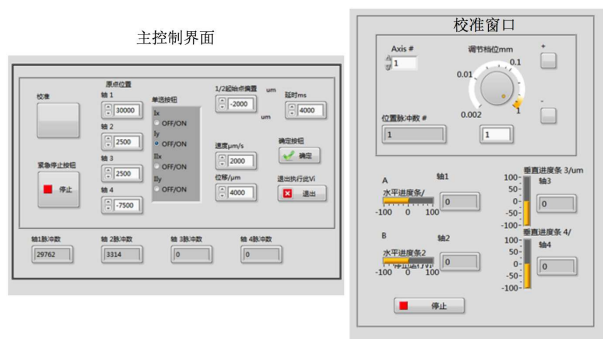 主控制界面
校准
原点位置
轴 1
30000
轴 2
2500
轴 3
2500
轴 4
-7500
单选按钮
Ix
OFF/ON
Iy
OFF/ON
IIx
OFF/ON
IIy
OFF/ON
1/2起始点偏置 um
-2000
um
延时ms
4000
速度μm/s
2000
位移/μm
4000
确定按钮
确定
退出执行此Vi
退出
紧急停止按钮
停止
轴1脉冲数
29762
轴 2脉冲数
3314
轴 3脉冲数
0
轴 4脉冲数
0
校准窗口
Axis #
1
调节档位mm
0.1
0.01
0.002
1
1
+
-
位置脉冲数 #
1
A
轴1
水平进度条/
-100 0 100
0
B
轴2
水平进度条2
-100 0 100
0
垂直进度条 3/um
轴3
100-
50-
0-
-50-
-100-
0
垂直进度条 4/
轴4
100-
50-
0-
-50-
-100-
0
停止